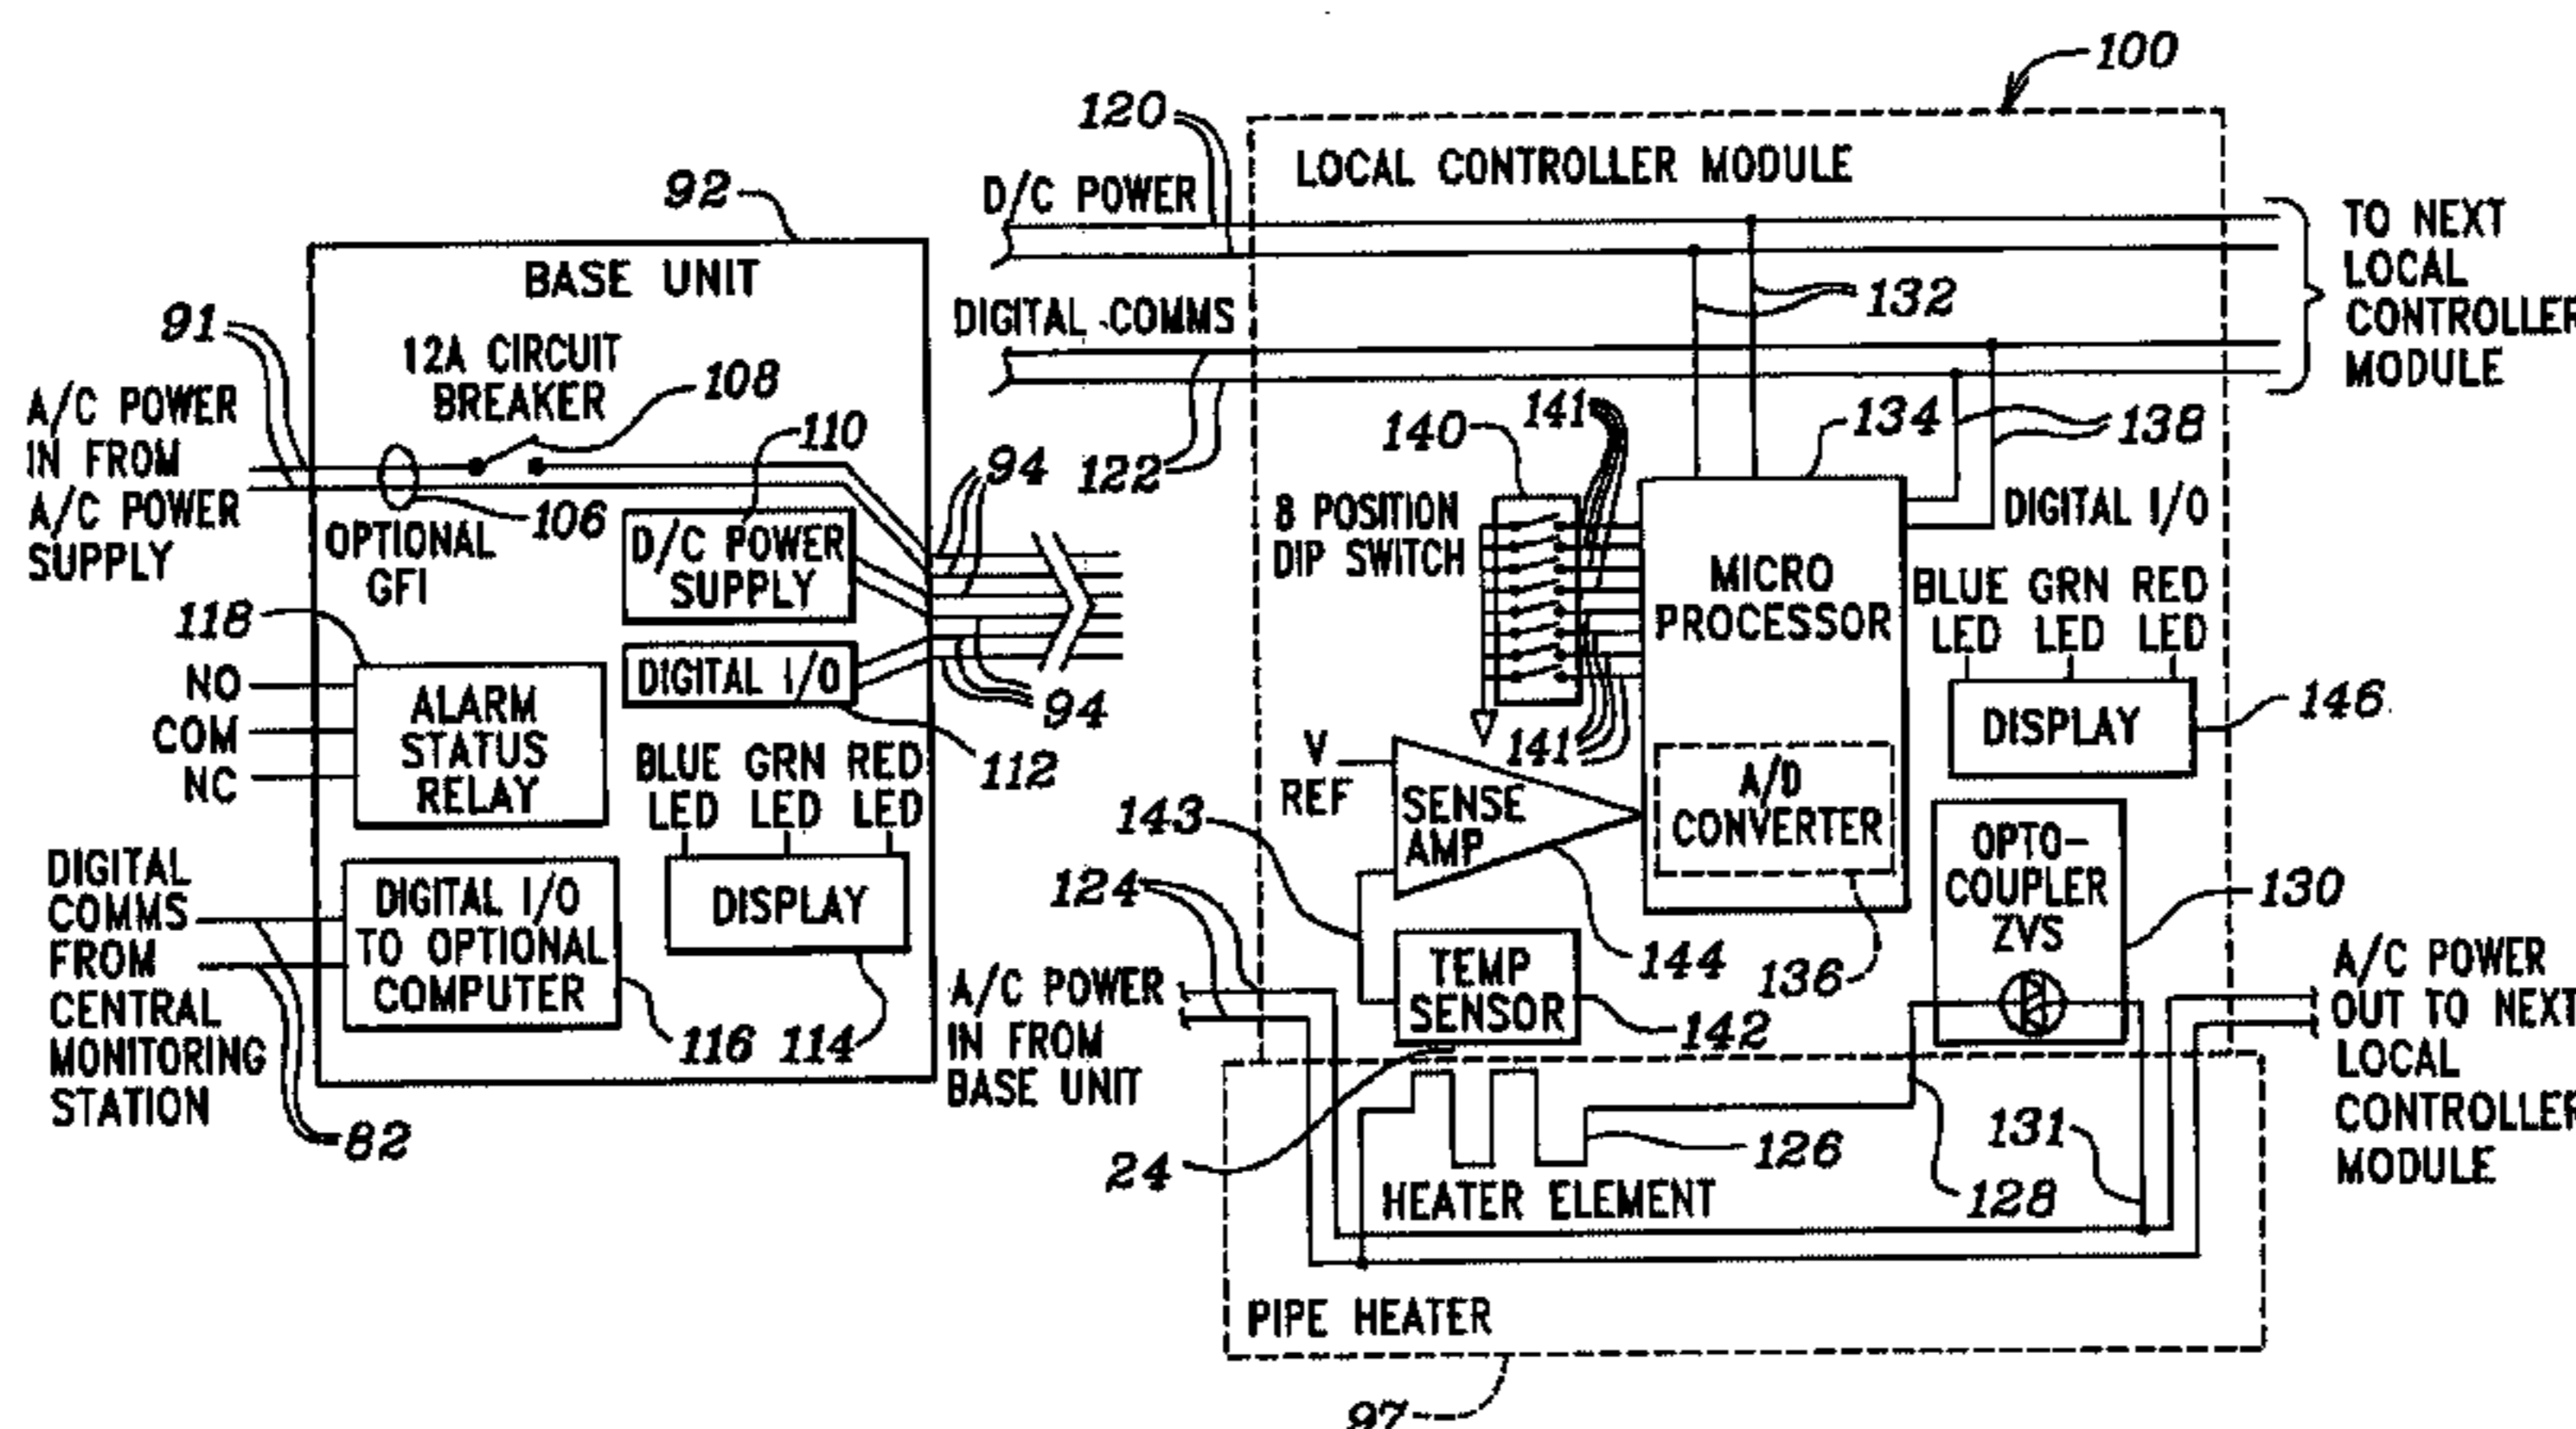 100
120
LOCAL CONTROLLER MODULE
D/C POWER
92
TO NEXT
LOCAL
CONTROLLER
MODULE
BASE UNIT
132
DIGITAL COMMS
91
12A CIRCUIT
BREAKER
108
A/C POWER
IN FROM
A/C POWER
SUPPLY
110
94
122
140
141
134
138
106
OPTIONAL
GFI
D/C POWER
SUPPLY
8 POSITION
DIP SWITCH
MICRO
PROCESSOR
DIGITAL I/O
BLUE GRN RED
LED LED LED
118
NO
COM
NC
ALARM
STATUS
RELAY
DIGITAL I/O
94
112
141
DISPLAY
146
BLUE GRN RED
LED LED LED
V
REF
SENSE
AMP
A/D
CONVERTER
143
124
OPTO-
COUPLER
ZVS
130
DIGITAL
COMMS
FROM
CENTRAL
MONITORING
STATION
DIGITAL I/O
TO OPTIONAL
COMPUTER
DISPLAY
116
114
82
A/C POWER
IN FROM
BASE UNIT
TEMP
SENSOR
144
136
142
A/C POWER
OUT TO NEXT
LOCAL
CONTROLLER
MODULE
24
126
HEATER ELEMENT
128
131
PIPE HEATER
97